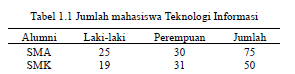 Tabel 1.1 Jumlah mahasiswa Teknologi Informasi
Alumni Laki-laki Perempuan Jumlah
SMA 25 30 75
SMK 19 31 50